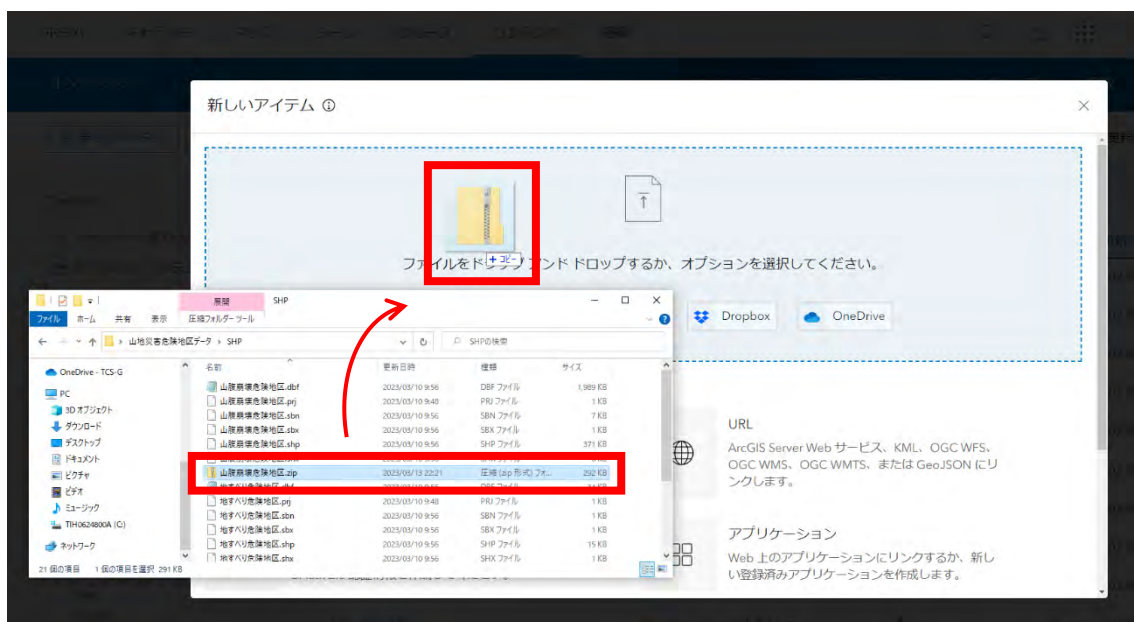 新しいアイテム
ファイルをドラッグ アンド ドロップするか、オプションを選択してください。
+ コピー
Dropbox
OneDrive
URL
ArcGIS Server Web サービス、KML、OGC WFS、
OGC WMS、OGC WMTS、または GeoJSON にリ
ンクします。
アプリケーション
Web 上のアプリケーションにリンクするか、新し
い登録済みアプリケーションを作成します。
展開 SHP
ファイル ホーム 共有 表示 圧縮フォルダー ツール
山地災害危険地区データ › SHP SHPの検索
名前 更新日時 種類 サイズ
OneDrive - TCS-G
PC
3D オブジェクト
ダウンロード
デスクトップ
ドキュメント
ピクチャ
ビデオ
ミュージック
TIH0624800A (C:)
ネットワーク
山腹崩壊危険地区.dbf 2023/03/10 9:56 DBF ファイル 1,989 KB
山腹崩壊危険地区.prj 2023/03/10 9:48 PRJ ファイル 1 KB
山腹崩壊危険地区.sbn 2023/03/10 9:56 SBN ファイル 7 KB
山腹崩壊危険地区.sbx 2023/03/10 9:56 SBX ファイル 1 KB
山腹崩壊危険地区.shp 2023/03/10 9:56 SHP ファイル 371 KB
山腹崩壊危険地区.zip 2023/03/13 22:21 圧縮 (zip 形式) フォ... 292 KB
地すべり危険地区.prj 2023/03/10 9:48 PRJ ファイル 1 KB
地すべり危険地区.sbn 2023/03/10 9:56 SBN ファイル 1 KB
地すべり危険地区.sbx 2023/03/10 9:56 SBX ファイル 1 KB
地すべり危険地区.shp 2023/03/10 9:56 SHP ファイル 15 KB
地すべり危険地区.shx 2023/03/10 9:56 SHX ファイル 1 KB
21 個の項目 1 個の項目を選択 291 KB